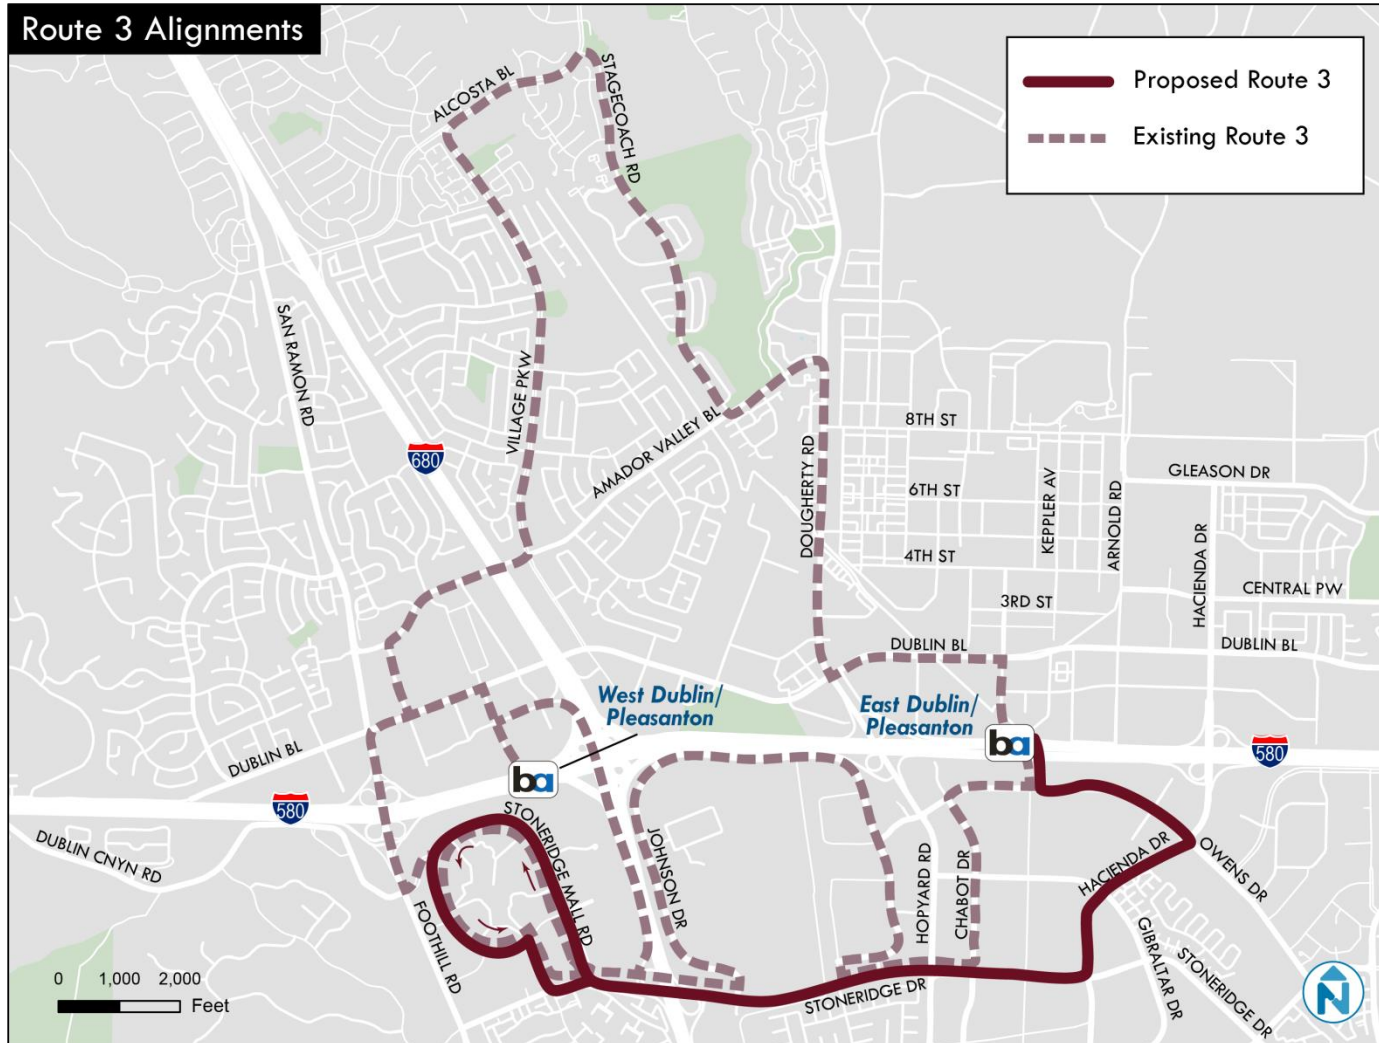 Route 3 Alignments
Proposed Route 3
Existing Route 3
ALCOSTA BL
STAGECOACH RD
SAN RAMON RD
VILLAGE PKW
680
AMADOR VALLEY BL
DOUGHERTY RD
8TH ST
6TH ST
4TH ST
3RD ST
KEPPLER AV
ARNOLD RD
GLEASON DR
HACIENDA DR
CENTRAL PW
DUBLIN BL
DUBLIN BL
West Dublin/
Pleasanton
East Dublin/
Pleasanton
ba
ba
DUBLIN BL
580
580
DUBLIN CNYN RD
STONERIDGE MALL RD
JOHNSON DR
FOOTHILL RD
HOPYARD RD
CHABOT DR
HACIENDA DR
OWENS DR
GIBRALTAR DR
STONERIDGE DR
STONERIDGE DR
0 1,000 2,000
Feet
N